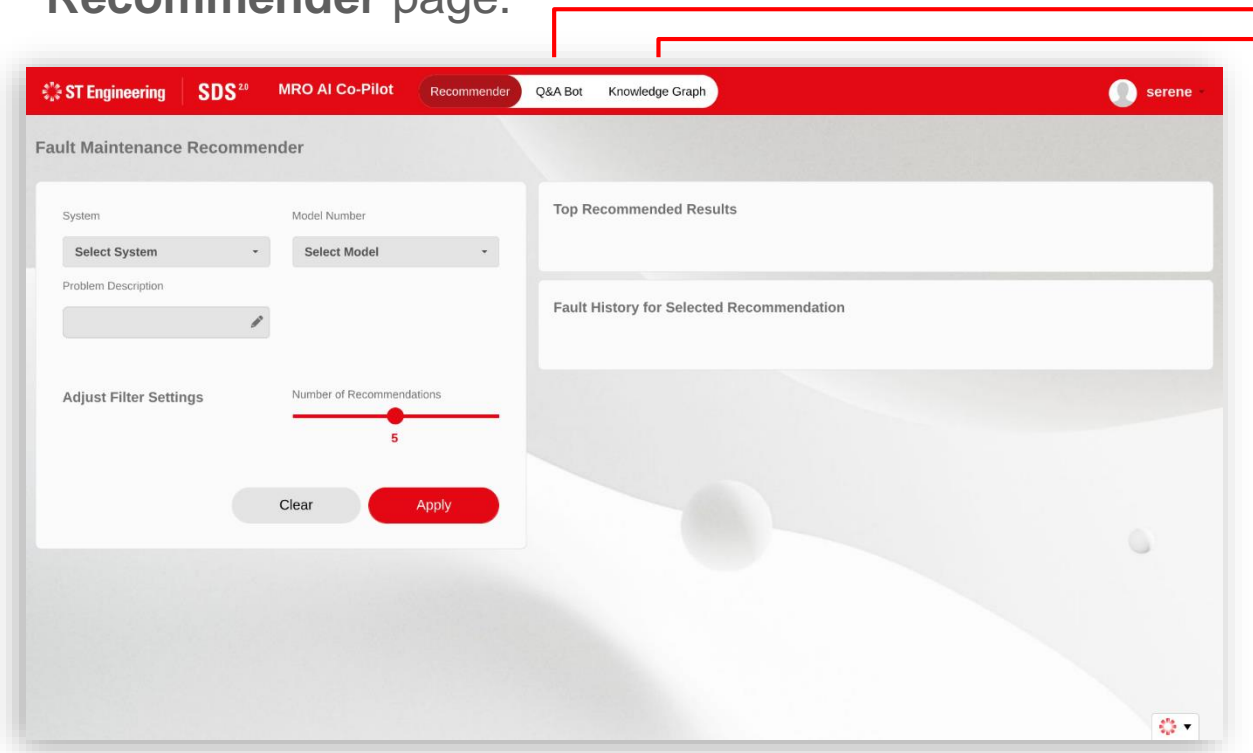 Recommender page.
ST Engineering SDS 2.0 MRO AI Co-Pilot Recommender Q&A Bot Knowledge Graph serene
Fault Maintenance Recommender
System Model Number
Select System Select Model
Problem Description
Adjust Filter Settings Number of Recommendations
5
Clear Apply
Top Recommended Results
Fault History for Selected Recommendation